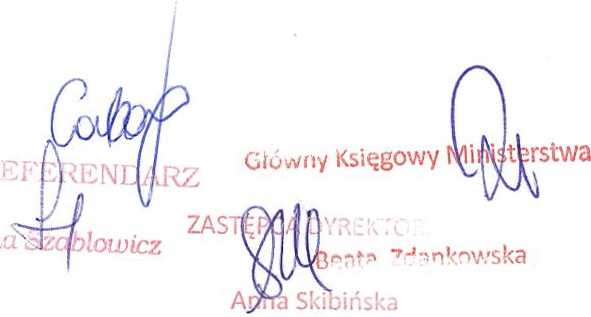 Główny Księgowy Ministerstwa
EFERENDARZ
ZASTĘPCA DYREKTOR
a Szablowicz
Beata Zdankowska
Anna Skibińska